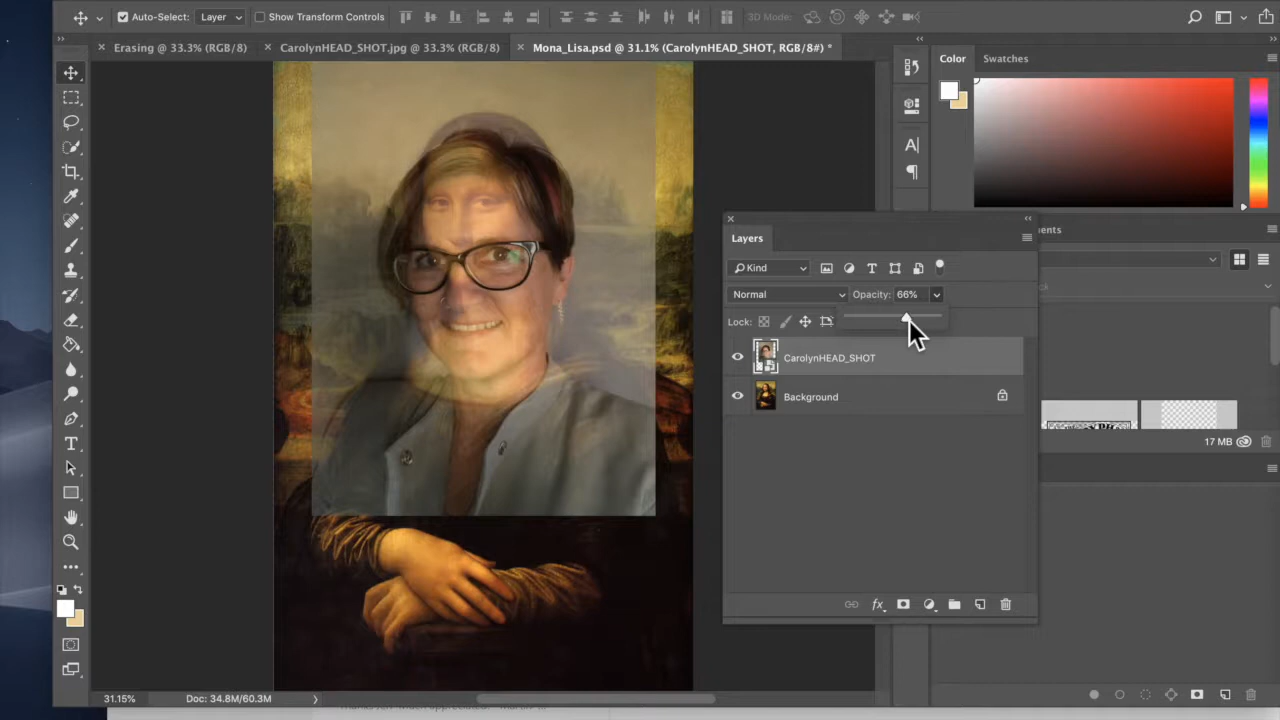 Auto-Select: Layer Show Transform Controls 3D Mode:
Erasing @ 33.3% (RGB/8) CarolynHEAD_SHOT.jpg @ 33.3% (RGB/8) Mona_Lisa.psd @ 31.1% (CarolynHEAD_SHOT, RGB/8#) *
Color Swatches
Layers
ments
Kind
Normal Opacity: 66%
Lock:
CarolynHEAD_SHOT
Background
17 MB
31.15% Doc: 34.8M/60.3M